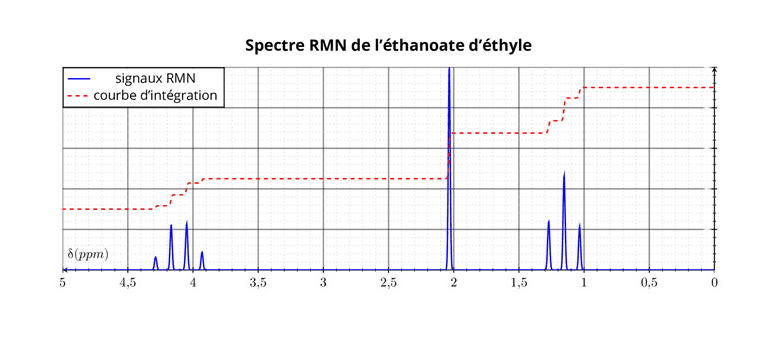 Spectre RMN de l’éthanoate d’éthyle
signaux RMN
courbe d’intégration
δ(ppm)
5 4,5 4 3,5 3 2,5 2 1,5 1 0,5 0